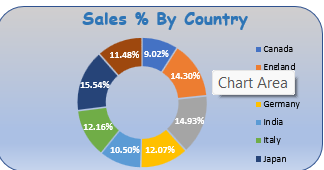 Sales % By Country
11.48% 9.02%
14.30%
15.54%
14.93%
12.16%
10.50% 12.07%
Canada
England
Chart Area
Germany
India
Italy
Japan